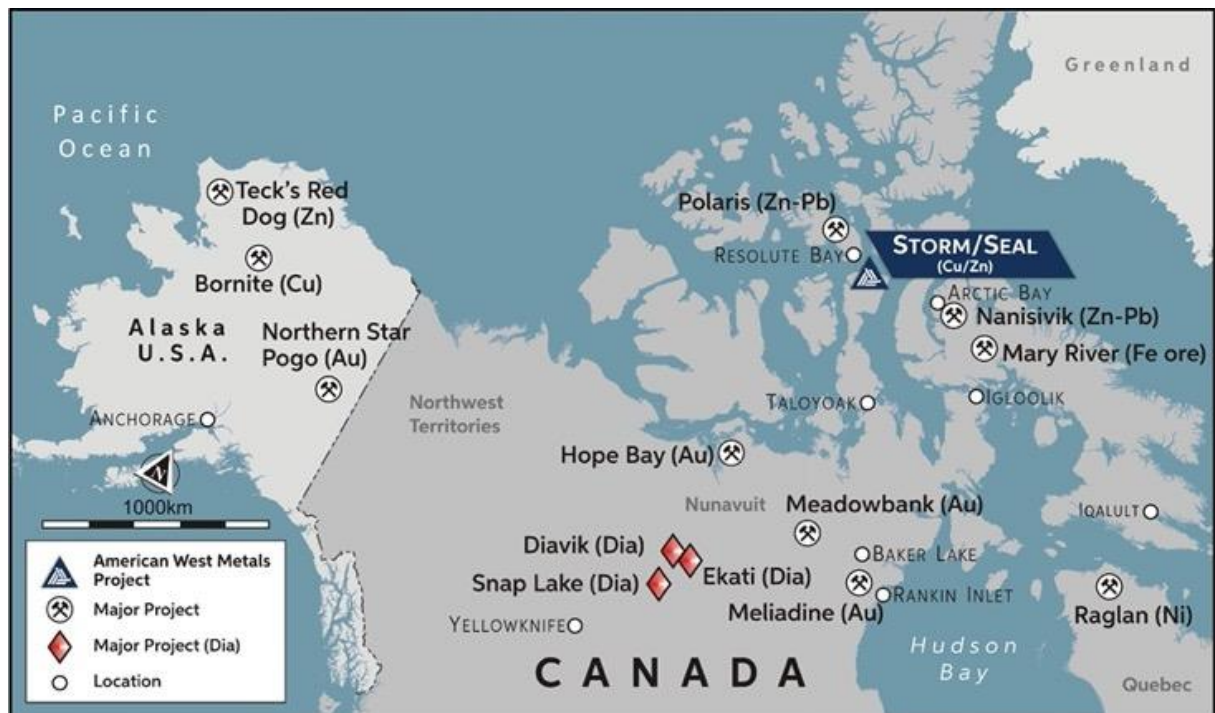 Greenland
Pacific
Ocean
Teck's Red
Dog (Zn)
Polaris (Zn-Pb)
RESOLUTE BAY
STORM/SEAL
(Cu/Zn)
Bornite (Cu)
ARCTIC BAY
Nanisivik (Zn-Pb)
Alaska
U.S.A.
Northern Star
Pogo (Au)
Mary River (Fe ore)
ANCHORAGE
Northwest
Territories
TALOYOAK
IGLOOLIK
N
1000km
Hope Bay (Au)
Nunavuit
Meadowbank (Au)
IQALULT
Diavik (Dia)
Ekati (Dia)
BAKER LAKE
Snap Lake (Dia)
Meliadine (Au)
RANKIN INLET
Raglan (Ni)
YELLOWKNIFE
CANADA
Hudson
Bay
Quebec
American West Metals
Project
Major Project
Major Project (Dia)
Location